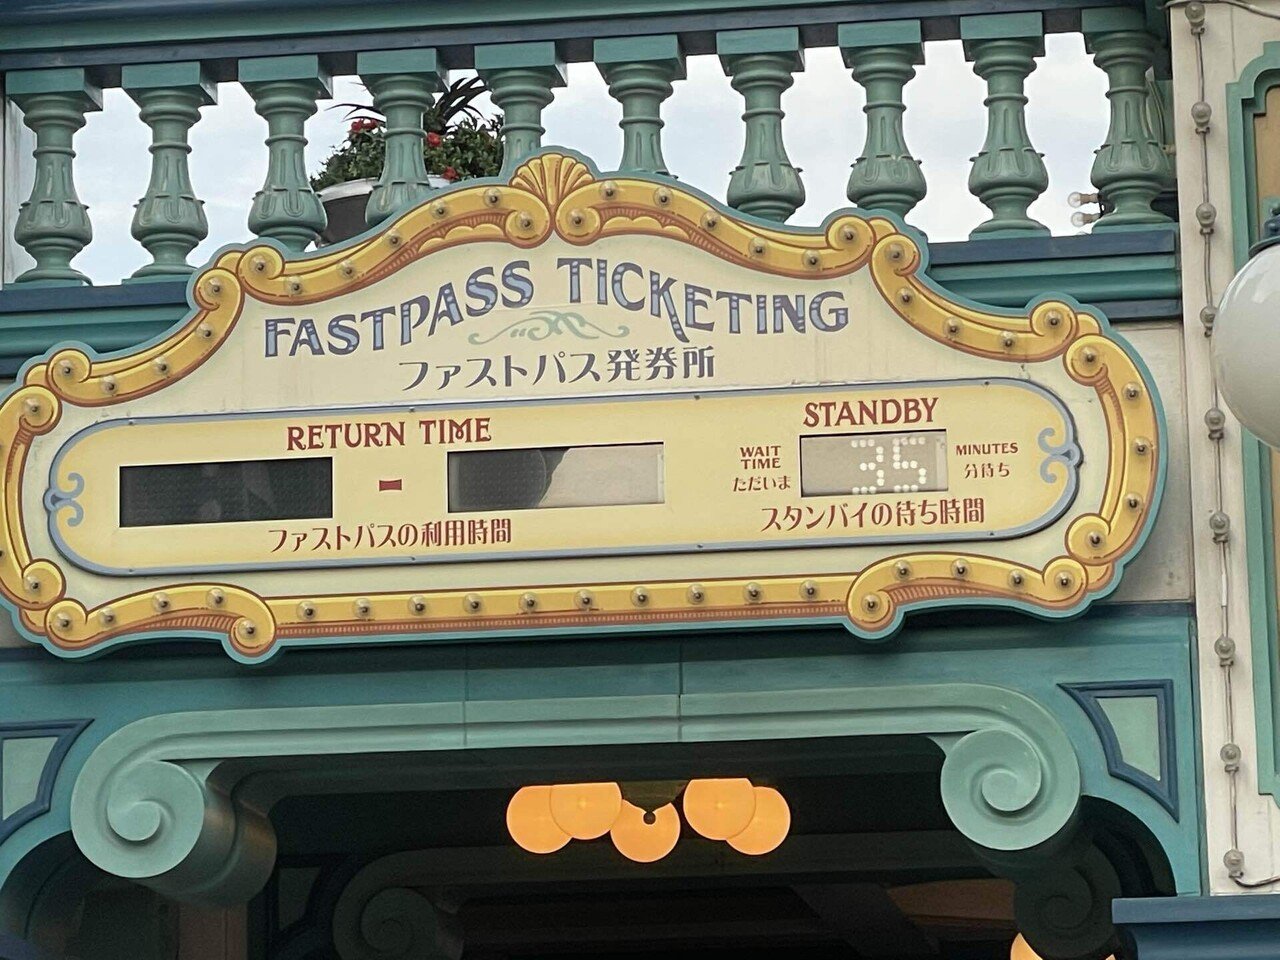 FASTPASS TICKETING
ファストパス発券所
RETURN TIME
-
ファストパスの利用時間
STANDBY
WAIT TIME
ただいま
35
MINUTES
分待ち
スタンバイの待ち時間